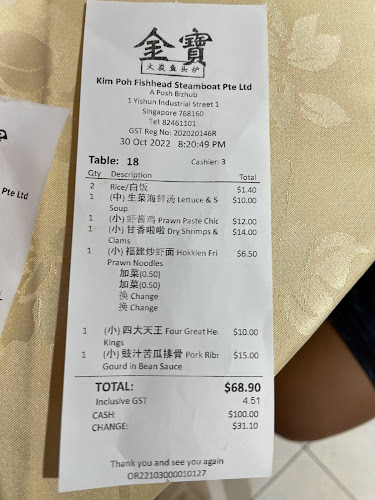 金寶
火炭鱼头炉
Kim Poh Fishhead Steamboat Pte Ltd
A Posh Bizhub
1 Yishun Industrial Street 1
Singapore 768160
Tel 82461101
GST Reg No: 202020146R
30 Oct 2022 8:20:49 PM
Table: 18 Cashier: 3
Qty Description Total
2 Rice/白饭 $1.40
1 (中) 生菜海鲜汤 Lettuce & S $10.00
Soup
1 (小) 虾酱鸡 Prawn Paste Chic $12.00
1 (小) 甘香啦啦 Dry Shrimps & $14.00
Clams
1 (小) 福建炒虾面 Hokkien Fri $6.50
Prawn Noodles
加菜(0.50)
加菜(0.50)
换 Change
换 Change
1 (小) 四大天王 Four Great He $10.00
Kings
1 (小) 豉汁苦瓜排骨 Pork Ribs $15.00
Gourd in Bean Sauce
TOTAL: $68.90
Inclusive GST 4.51
CASH: $100.00
CHANGE: $31.10
Thank you and see you again
OR22103000010127
Pte Ltd